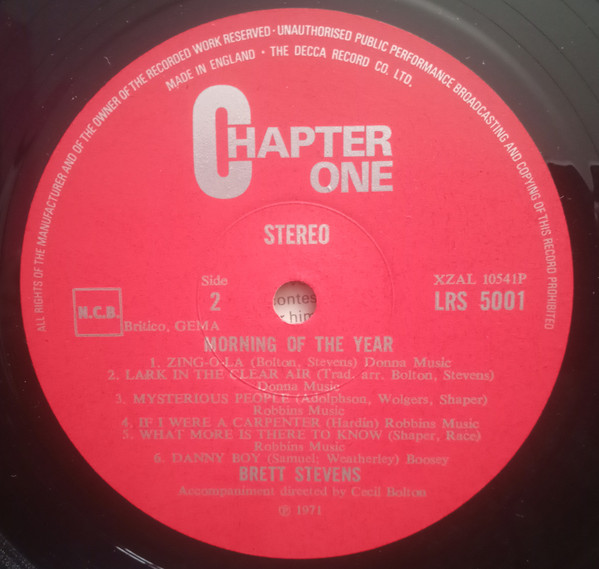 ALL RIGHTS OF THE MANUFACTURER AND OF THE OWNER OF THE RECORDED WORK RESERVED · UNAUTHORISED PUBLIC PERFORMANCE BROADCASTING AND COPYING OF THIS RECORD PROHIBITED
MADE IN ENGLAND · THE DECCA RECORD CO. LTD.
CHAPTER
ONE
STEREO
Side
2
XZAL 10541P
LRS 5001
N.C.B.
Brítico, GEMA
ontes
r him
MORNING OF THE YEAR
1. ZING-O-LA (Bolton, Stevens) Donna Music
2. LARK IN THE CLEAR AIR (Trad. arr. Bolton, Stevens)
Donna Music
3. MYSTERIOUS PEOPLE (Adolphson, Wolgers, Shaper)
Robbins Music
4. IF I WERE A CARPENTER (Hardin) Robbins Music
5. WHAT MORE IS THERE TO KNOW (Shaper, Race)
Robbins Music
6. DANNY BOY (Samuel; Weatherley) Boosey
BRETT STEVENS
Accompaniment directed by Cecil Bolton
℗ 1971